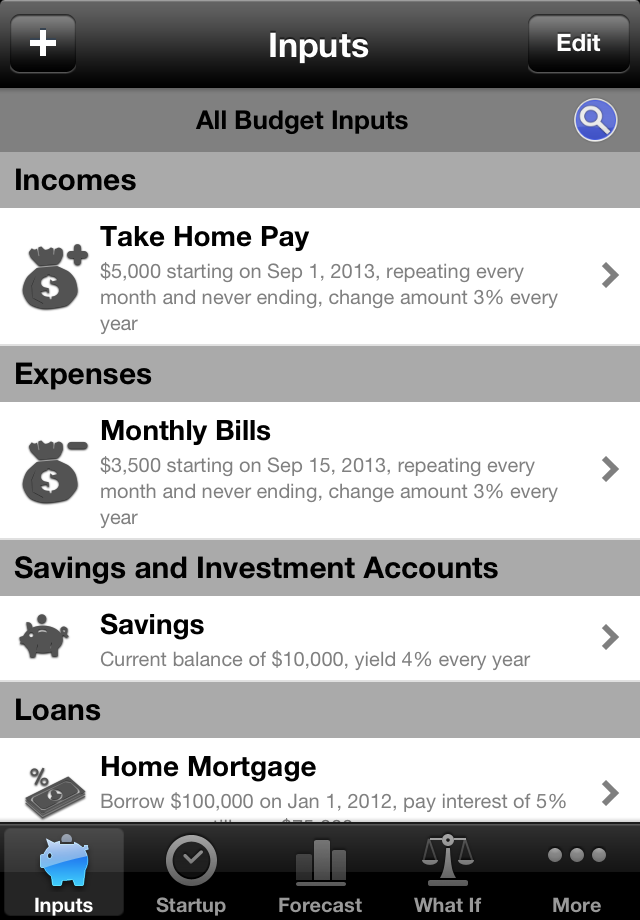 Inputs
Edit
All Budget Inputs
Incomes
Take Home Pay
$5,000 starting on Sep 1, 2013, repeating every
month and never ending, change amount 3% every
year
Expenses
Monthly Bills
$3,500 starting on Sep 15, 2013, repeating every
month and never ending, change amount 3% every
year
Savings and Investment Accounts
Savings
Current balance of $10,000, yield 4% every year
Loans
Home Mortgage
Borrow $100,000 on Jan 1, 2012, pay interest of 5%
Inputs
Startup
Forecast
What If
More